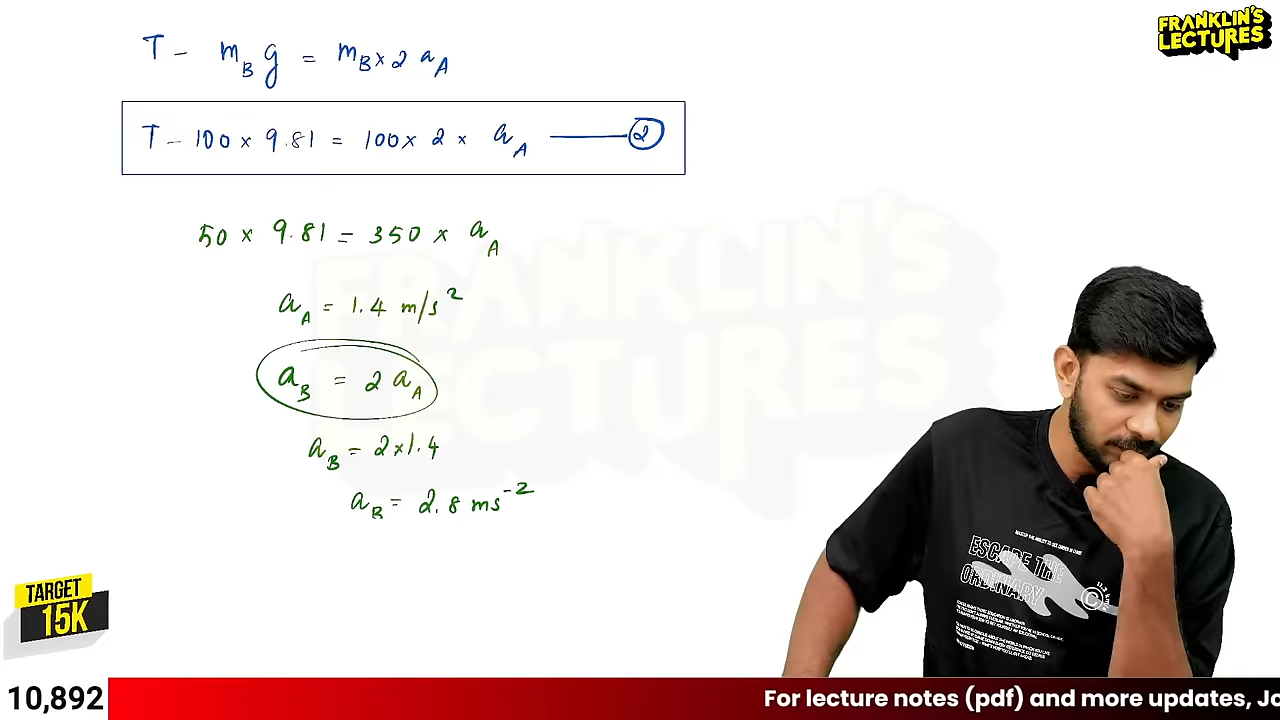 FRANKLIN'S
LECTURES
T - m_B g = m_B × 2 a_A
T - 100 × 9.81 = 100 × 2 × a_A ——— ②
50 × 9.81 = 350 × a_A
a_A = 1.4 m/s²
a_B = 2 a_A
a_B = 2×1.4
a_B = 2.8 ms⁻²
FRANKLIN'S
LECTURES
ESCAPE THE
ORDINARY
TARGET
15K
10,892
For lecture notes (pdf) and more updates, Jo